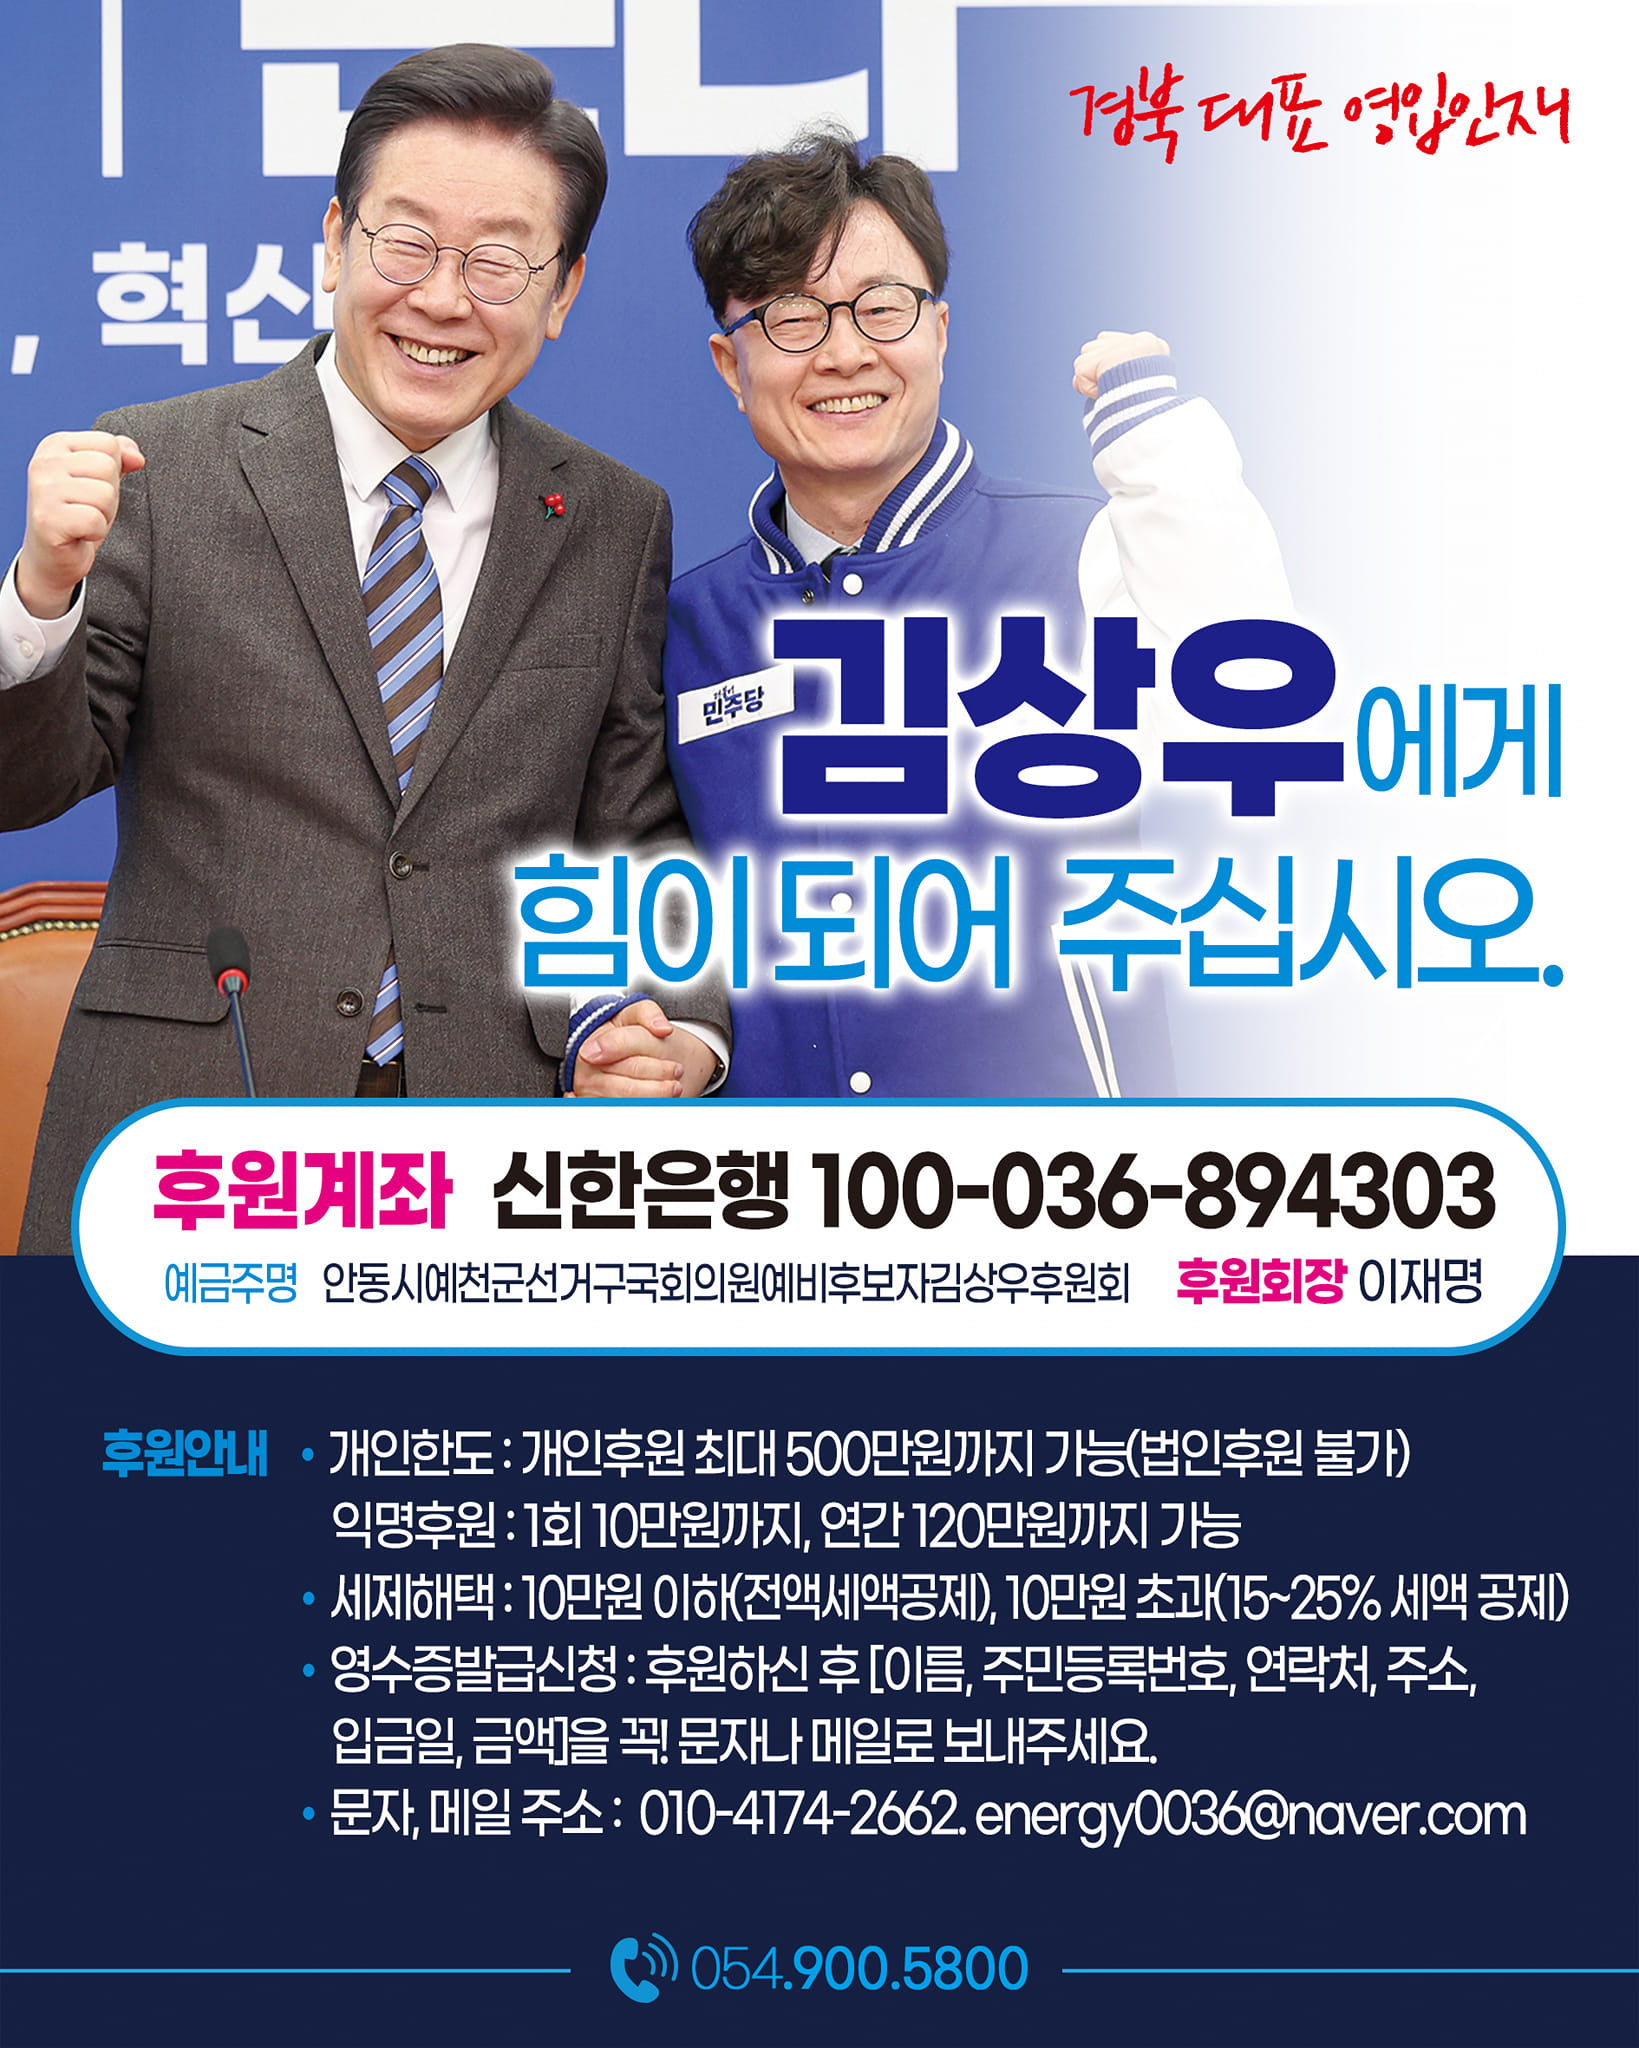 , 혁신
경북 대표 영입인재
더불어
민주당
김상우에게
힘이 되어 주십시오.
후원계좌 신한은행 100-036-894303
예금주명 안동시예천군선거구국회의원예비후보자김상우후원회 후원회장 이재명
후원안내 • 개인한도 : 개인후원 최대 500만원까지 가능(법인후원 불가)
익명후원 : 1회 10만원까지, 연간 120만원까지 가능
• 세제해택 : 10만원 이하(전액세액공제), 10만원 초과(15~25% 세액 공제)
• 영수증발급신청 : 후원하신 후 [이름, 주민등록번호, 연락처, 주소,
입금일, 금액]을 꼭! 문자나 메일로 보내주세요.
• 문자, 메일 주소 : 010-4174-2662. energy0036@naver.com
054.900.5800